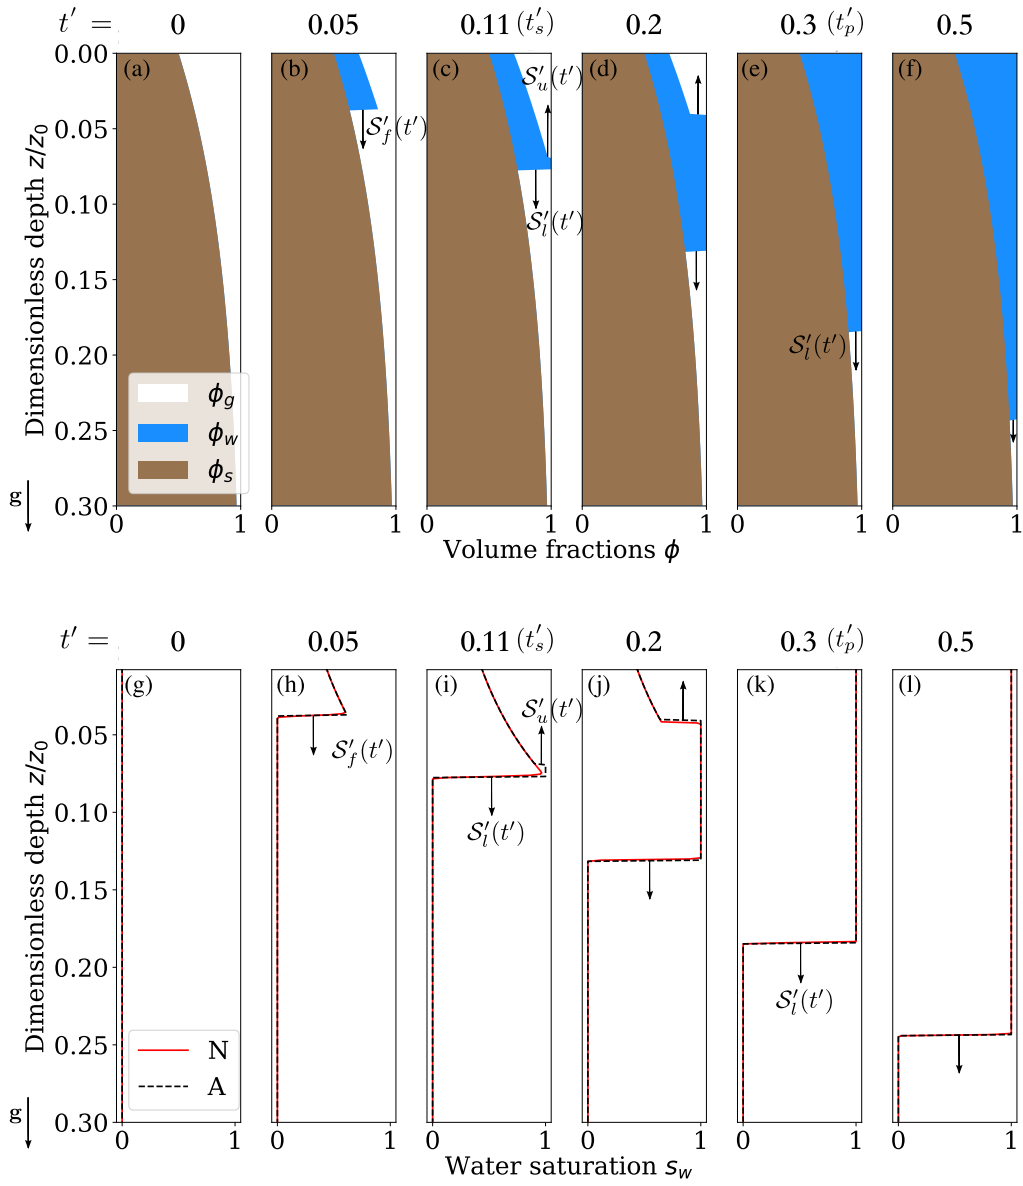 t′ = 0 0.05 0.11 (t′s) 0.2 0.3 (t′p) 0.5
(a) (b) (c) (d) (e) (f)
0.00
0.05
0.10
0.15
0.20
0.25
0.30
Dimensionless depth z/z0
g
S′f(t′)
S′u(t′)
S′l(t′)
S′l(t′)
ϕg
ϕw
ϕs
0 1 0 1 0 1 0 1 0 1 0 1
Volume fractions ϕ
t′ = 0 0.05 0.11 (t′s) 0.2 0.3 (t′p) 0.5
(g) (h) (i) (j) (k) (l)
0.05
0.10
0.15
0.20
0.25
0.30
Dimensionless depth z/z0
g
S′f(t′)
S′u(t′)
S′l(t′)
S′l(t′)
N
A
0 1 0 1 0 1 0 1 0 1 0 1
Water saturation sw